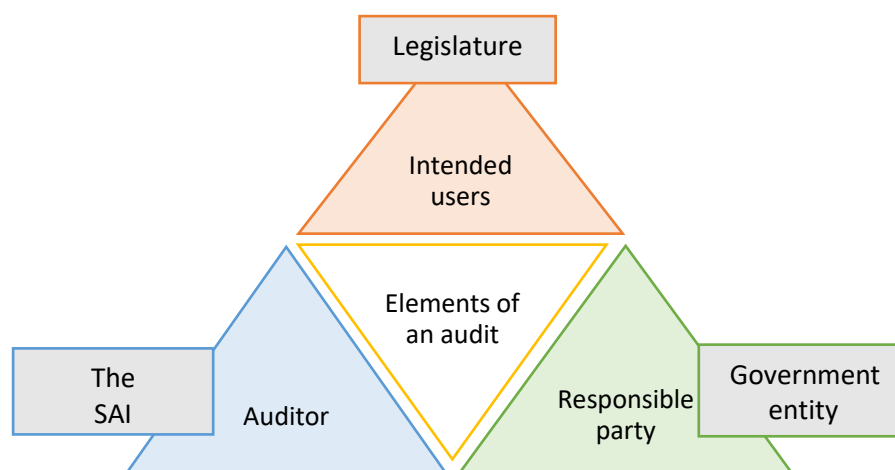 Legislature
Intended
users
Elements of
an audit
The
SAI
Auditor
Responsible
party
Government
entity